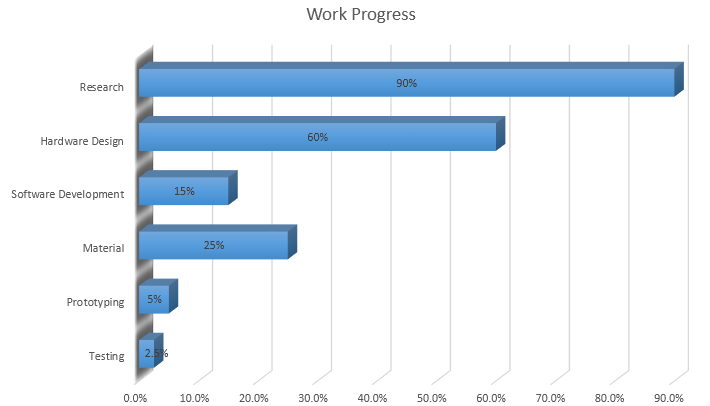 Work Progress
Research
90%
Hardware Design
60%
Software Development
15%
Material
25%
Prototyping
5%
Testing
2.5%
0.0% 10.0% 20.0% 30.0% 40.0% 50.0% 60.0% 70.0% 80.0% 90.0%